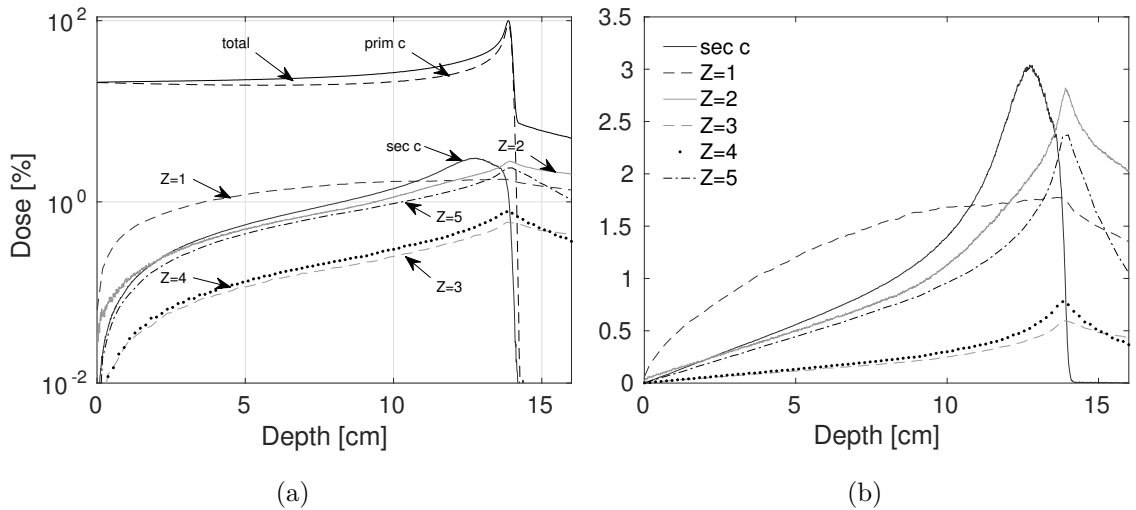 10^2
total
prim c
sec c
Z=2
Z=1
10^0
Z=5
Z=4
Z=3
10^-2
0 5 10 15
Depth [cm]
Dose [%]
(a)
3.5
3
2.5
2
1.5
1
0.5
0
sec c
Z=1
Z=2
Z=3
Z=4
Z=5
0 5 10 15
Depth [cm]
(b)